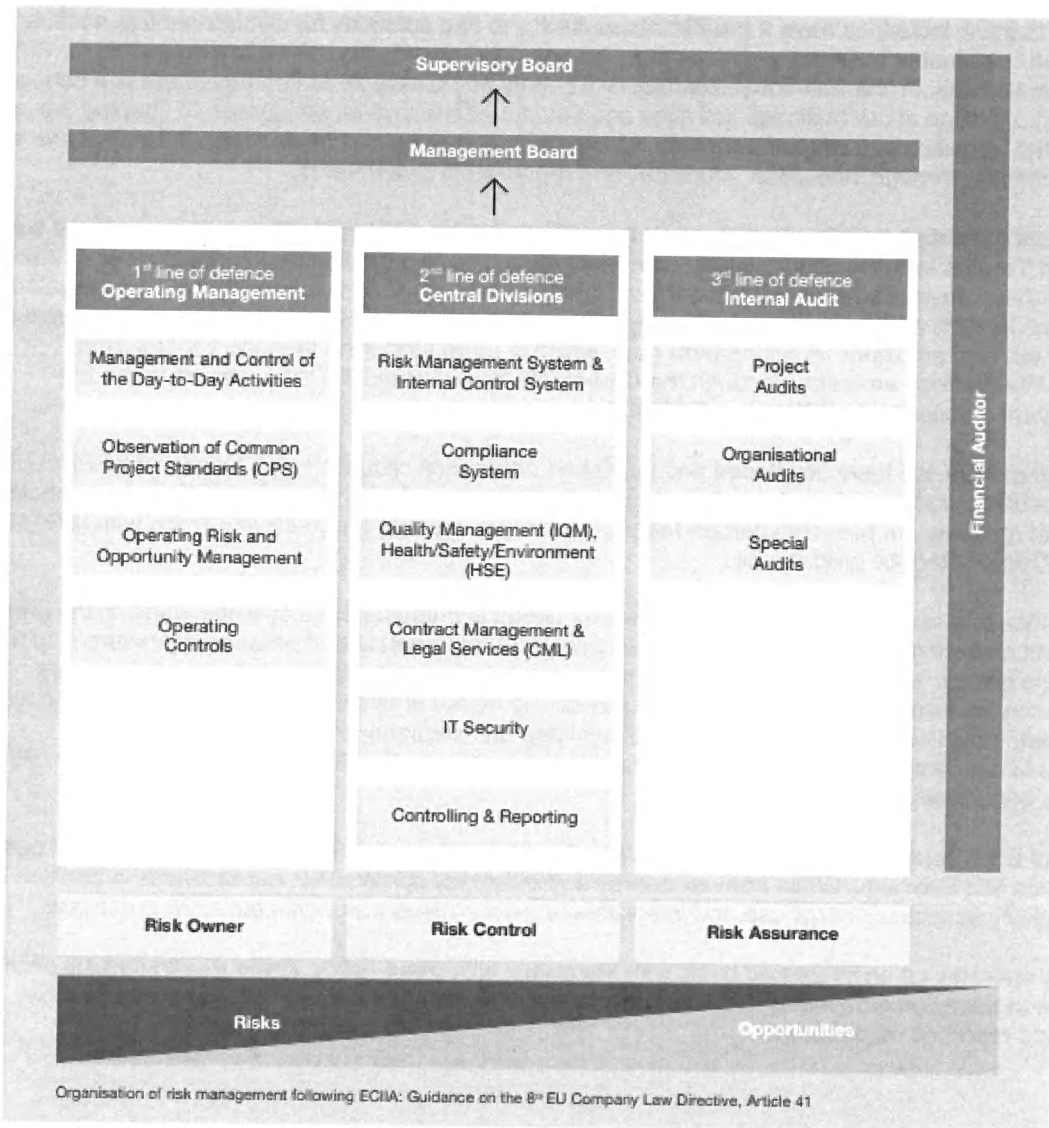 Supervisory Board
Management Board
1st line of defence
Operating Management
Management and Control of
the Day-to-Day Activities
Observation of Common
Project Standards (CPS)
Operating Risk and
Opportunity Management
Operating
Controls
Risk Owner
2nd line of defence
Central Divisions
Risk Management System &
Internal Control System
Compliance
System
Quality Management (IQM),
Health/Safety/Environment
(HSE)
Contract Management &
Legal Services (CML)
IT Security
Controlling & Reporting
Risk Control
3rd line of defence
Internal Audit
Project
Audits
Organisational
Audits
Special
Audits
Risk Assurance
Financial Auditor
Risks
Opportunities
Organisation of risk management following ECIIA: Guidance on the 8th EU Company Law Directive, Article 41